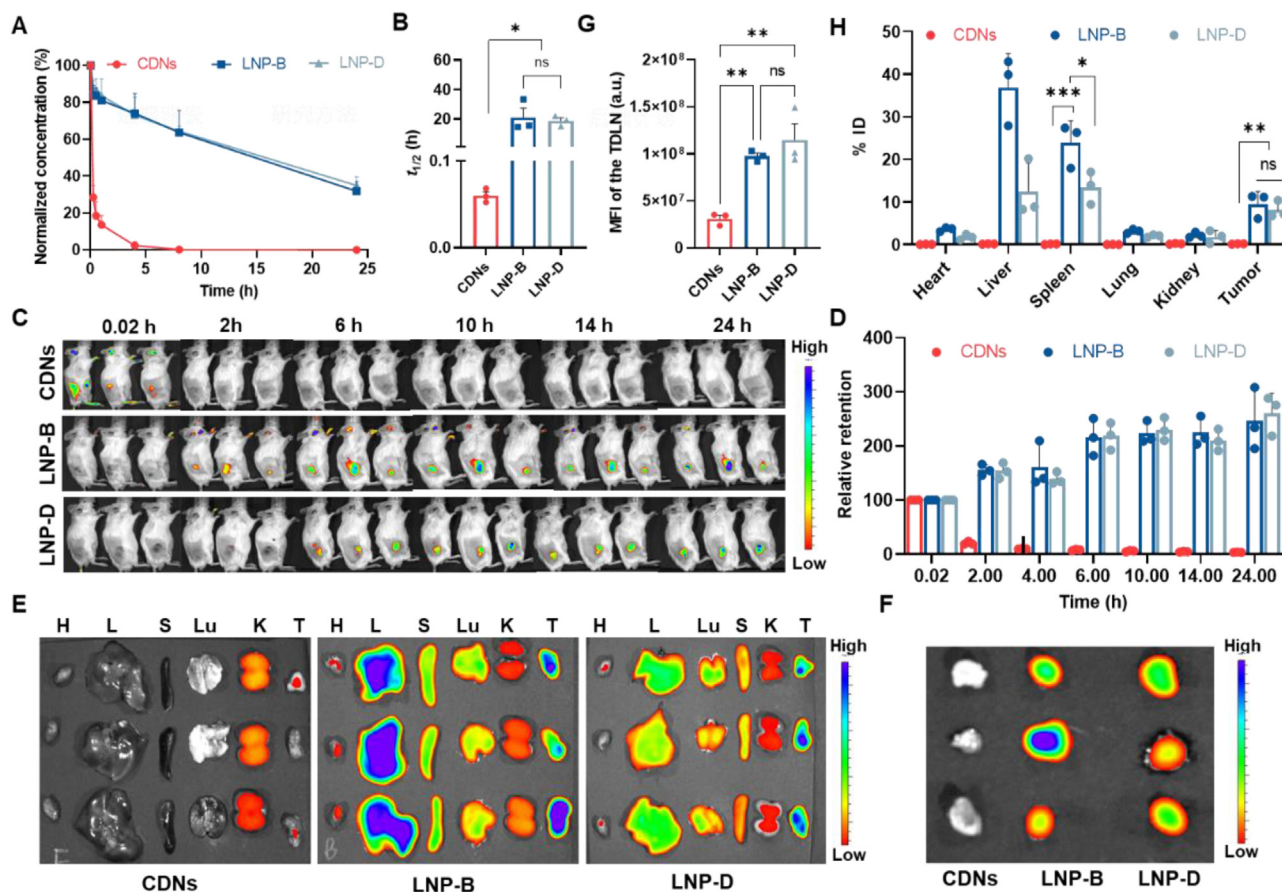 A
CDNs LNP-B LNP-D
Normalized concentration (%)
100
80
60
40
20
0
0 5 10 15 20 25
Time (h)
B
*
ns
t1/2 (h)
60
40
20
0.1
0.0
CDNs LNP-B LNP-D
G
**
** ns
MFI of the TDLN (a.u.)
2×10⁸
1.5×10⁸
1×10⁸
5×10⁷
0
CDNs LNP-B LNP-D
H
CDNs LNP-B LNP-D
% ID
50
40
30
20
10
0
*** *
**
ns
Heart Liver Spleen Lung Kidney Tumor
C
0.02 h 2h 6 h 10 h 14 h 24 h
CDNs
LNP-B
LNP-D
High
Low
D
CDNs LNP-B LNP-D
Relative retention
400
300
200
100
0
0.02 2.00 4.00 6.00 10.00 14.00 24.00
Time (h)
E
H L S Lu K T
H L S Lu K T
H L Lu S K T
High
Low
CDNs LNP-B LNP-D
F
High
Low
CDNs LNP-B LNP-D